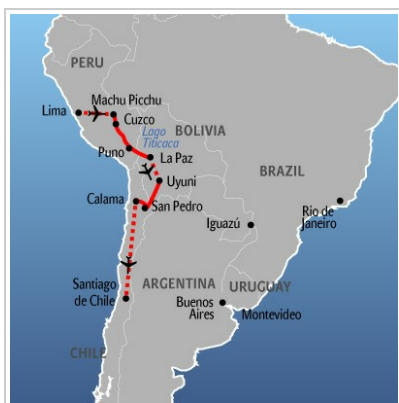 PERU
Machu Picchu
Lima
Cuzco
Lago
Titicaca
BOLIVIA
Puno
La Paz
BRAZIL
Uyuni
Calama
San Pedro
Rio de
Janeiro
Iguazú
ARGENTINA
URUGUAY
Santiago
de Chile
Buenos
Aires
Montevideo
CHILE